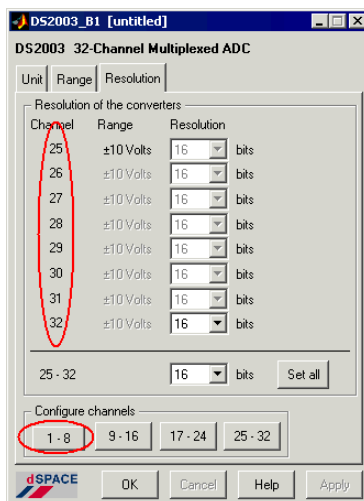 DS2003_B1 [untitled]
DS2003 32-Channel Multiplexed ADC
Unit Range Resolution
Resolution of the converters
Channel Range Resolution
25 ±10 Volts 16 bits
26 ±10 Volts 16 bits
27 ±10 Volts 16 bits
28 ±10 Volts 16 bits
29 ±10 Volts 16 bits
30 ±10 Volts 16 bits
31 ±10 Volts 16 bits
32 ±10 Volts 16 bits
25 - 32 16 bits Set all
Configure channels
1 - 8 9 - 16 17 - 24 25 - 32
dSPACE OK Cancel Help Apply